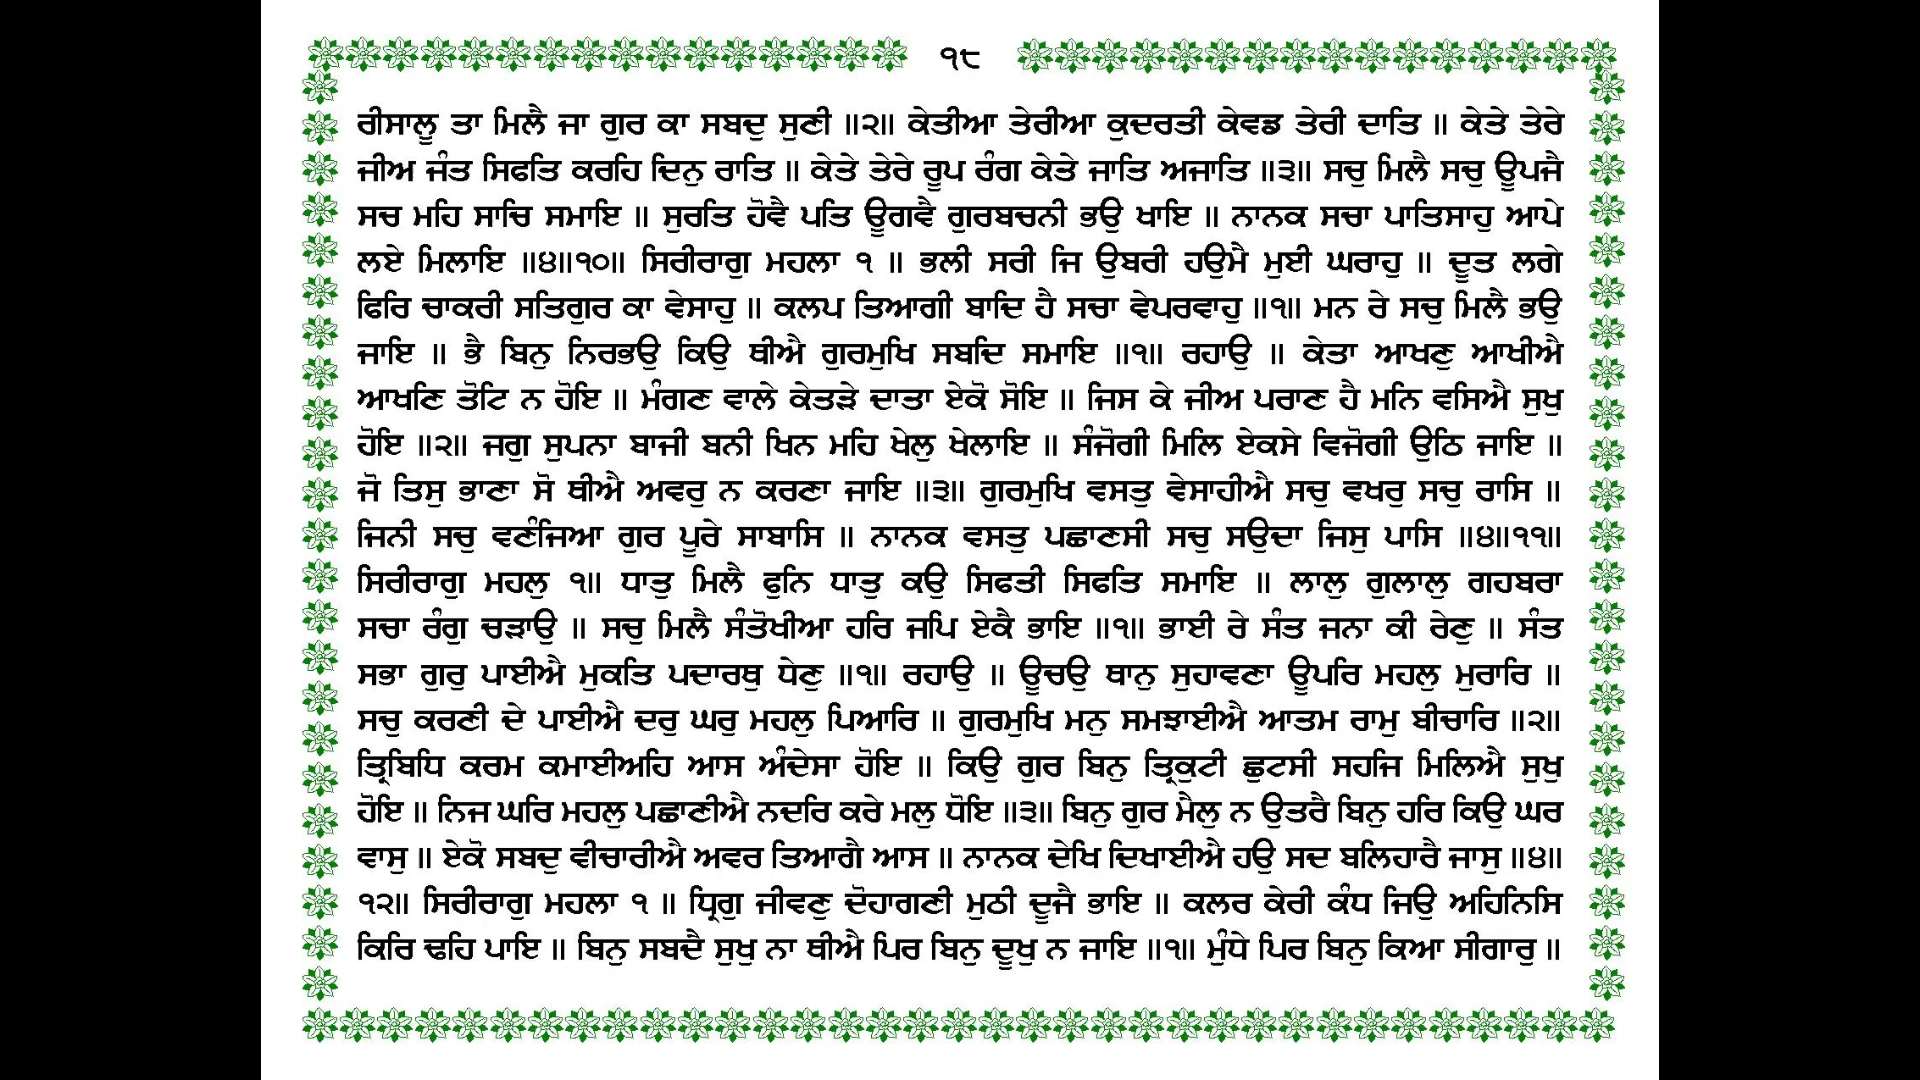 ੧੮
ਰੀਸਾਲੂ ਤਾ ਮਿਲੈ ਜਾ ਗੁਰ ਕਾ ਸਬਦੁ ਸੁਣੀ ॥੨॥ ਕੇਤੀਆ ਤੇਰੀਆ ਕੁਦਰਤੀ ਕੇਵਡ ਤੇਰੀ ਦਾਤਿ ॥ ਕੇਤੇ ਤੇਰੇ
ਜੀਅ ਜੰਤ ਸਿਫਤਿ ਕਰਹਿ ਦਿਨੁ ਰਾਤਿ ॥ ਕੇਤੇ ਤੇਰੇ ਰੂਪ ਰੰਗ ਕੇਤੇ ਜਾਤਿ ਅਜਾਤਿ ॥੩॥ ਸਚੁ ਮਿਲੈ ਸਚੁ ਊਪਜੈ
ਸਚ ਮਹਿ ਸਾਚਿ ਸਮਾਇ ॥ ਸੁਰਤਿ ਹੋਵੈ ਪਤਿ ਊਗਵੈ ਗੁਰਬਚਨੀ ਭਉ ਖਾਇ ॥ ਨਾਨਕ ਸਚਾ ਪਾਤਿਸਾਹੁ ਆਪੇ
ਲਏ ਮਿਲਾਇ ॥੪॥੧੦॥ ਸਿਰੀਰਾਗੁ ਮਹਲਾ ੧ ॥ ਭਲੀ ਸਰੀ ਜਿ ਉਬਰੀ ਹਉਮੈ ਮੁਈ ਘਰਾਹੁ ॥ ਦੂਤ ਲਗੇ
ਫਿਰਿ ਚਾਕਰੀ ਸਤਿਗੁਰ ਕਾ ਵੇਸਾਹੁ ॥ ਕਲਪ ਤਿਆਗੀ ਬਾਦਿ ਹੈ ਸਚਾ ਵੇਪਰਵਾਹੁ ॥੧॥ ਮਨ ਰੇ ਸਚੁ ਮਿਲੈ ਭਉ
ਜਾਇ ॥ ਭੈ ਬਿਨੁ ਨਿਰਭਉ ਕਿਉ ਥੀਐ ਗੁਰਮੁਖਿ ਸਬਦਿ ਸਮਾਇ ॥੧॥ ਰਹਾਉ ॥ ਕੇਤਾ ਆਖਣੁ ਆਖੀਐ
ਆਖਣਿ ਤੋਟਿ ਨ ਹੋਇ ॥ ਮੰਗਣ ਵਾਲੇ ਕੇਤੜੇ ਦਾਤਾ ਏਕੋ ਸੋਇ ॥ ਜਿਸ ਕੇ ਜੀਅ ਪਰਾਣ ਹੈ ਮਨਿ ਵਸਿਐ ਸੁਖੁ
ਹੋਇ ॥੨॥ ਜਗੁ ਸੁਪਨਾ ਬਾਜੀ ਬਨੀ ਖਿਨ ਮਹਿ ਖੇਲੁ ਖੇਲਾਇ ॥ ਸੰਜੋਗੀ ਮਿਲਿ ਏਕਸੇ ਵਿਜੋਗੀ ਉਠਿ ਜਾਇ ॥
ਜੋ ਤਿਸੁ ਭਾਣਾ ਸੋ ਥੀਐ ਅਵਰੁ ਨ ਕਰਣਾ ਜਾਇ ॥੩॥ ਗੁਰਮੁਖਿ ਵਸਤੁ ਵੇਸਾਹੀਐ ਸਚੁ ਵਖਰੁ ਸਚੁ ਰਾਸਿ ॥
ਜਿਨੀ ਸਚੁ ਵਣੰਜਿਆ ਗੁਰ ਪੂਰੇ ਸਾਬਾਸਿ ॥ ਨਾਨਕ ਵਸਤੁ ਪਛਾਣਸੀ ਸਚੁ ਸਉਦਾ ਜਿਸੁ ਪਾਸਿ ॥੪॥੧੧॥
ਸਿਰੀਰਾਗੁ ਮਹਲੁ ੧॥ ਧਾਤੁ ਮਿਲੈ ਫੁਨਿ ਧਾਤੁ ਕਉ ਸਿਫਤੀ ਸਿਫਤਿ ਸਮਾਇ ॥ ਲਾਲੁ ਗੁਲਾਲੁ ਗਹਬਰਾ
ਸਚਾ ਰੰਗੁ ਚੜਾਉ ॥ ਸਚੁ ਮਿਲੈ ਸੰਤੋਖੀਆ ਹਰਿ ਜਪਿ ਏਕੈ ਭਾਇ ॥੧॥ ਭਾਈ ਰੇ ਸੰਤ ਜਨਾ ਕੀ ਰੇਣੁ ॥ ਸੰਤ
ਸਭਾ ਗੁਰੁ ਪਾਈਐ ਮੁਕਤਿ ਪਦਾਰਥੁ ਧੇਣੁ ॥੧॥ ਰਹਾਉ ॥ ਊਚਉ ਥਾਨੁ ਸੁਹਾਵਣਾ ਊਪਰਿ ਮਹਲੁ ਮੁਰਾਰਿ ॥
ਸਚੁ ਕਰਣੀ ਦੇ ਪਾਈਐ ਦਰੁ ਘਰੁ ਮਹਲੁ ਪਿਆਰਿ ॥ ਗੁਰਮੁਖਿ ਮਨੁ ਸਮਝਾਈਐ ਆਤਮ ਰਾਮੁ ਬੀਚਾਰਿ ॥੨॥
ਤ੍ਰਿਬਿਧਿ ਕਰਮ ਕਮਾਈਅਹਿ ਆਸ ਅੰਦੇਸਾ ਹੋਇ ॥ ਕਿਉ ਗੁਰ ਬਿਨੁ ਤ੍ਰਿਕੁਟੀ ਛੁਟਸੀ ਸਹਜਿ ਮਿਲਿਐ ਸੁਖੁ
ਹੋਇ ॥ ਨਿਜ ਘਰਿ ਮਹਲੁ ਪਛਾਣੀਐ ਨਦਰਿ ਕਰੇ ਮਲੁ ਧੋਇ ॥੩॥ ਬਿਨੁ ਗੁਰ ਮੈਲੁ ਨ ਉਤਰੈ ਬਿਨੁ ਹਰਿ ਕਿਉ ਘਰ
ਵਾਸੁ ॥ ਏਕੋ ਸਬਦੁ ਵੀਚਾਰੀਐ ਅਵਰ ਤਿਆਗੈ ਆਸ ॥ ਨਾਨਕ ਦੇਖਿ ਦਿਖਾਈਐ ਹਉ ਸਦ ਬਲਿਹਾਰੈ ਜਾਸੁ ॥੪॥
੧੨॥ ਸਿਰੀਰਾਗੁ ਮਹਲਾ ੧ ॥ ਧ੍ਰਿਗੁ ਜੀਵਣੁ ਦੋਹਾਗਣੀ ਮੁਠੀ ਦੂਜੈ ਭਾਇ ॥ ਕਲਰ ਕੇਰੀ ਕੰਧ ਜਿਉ ਅਹਿਨਿਸਿ
ਕਿਰਿ ਢਹਿ ਪਾਇ ॥ ਬਿਨੁ ਸਬਦੈ ਸੁਖੁ ਨਾ ਥੀਐ ਪਿਰ ਬਿਨੁ ਦੂਖੁ ਨ ਜਾਇ ॥੧॥ ਮੁੰਧੇ ਪਿਰ ਬਿਨੁ ਕਿਆ ਸੀਗਾਰੁ ॥